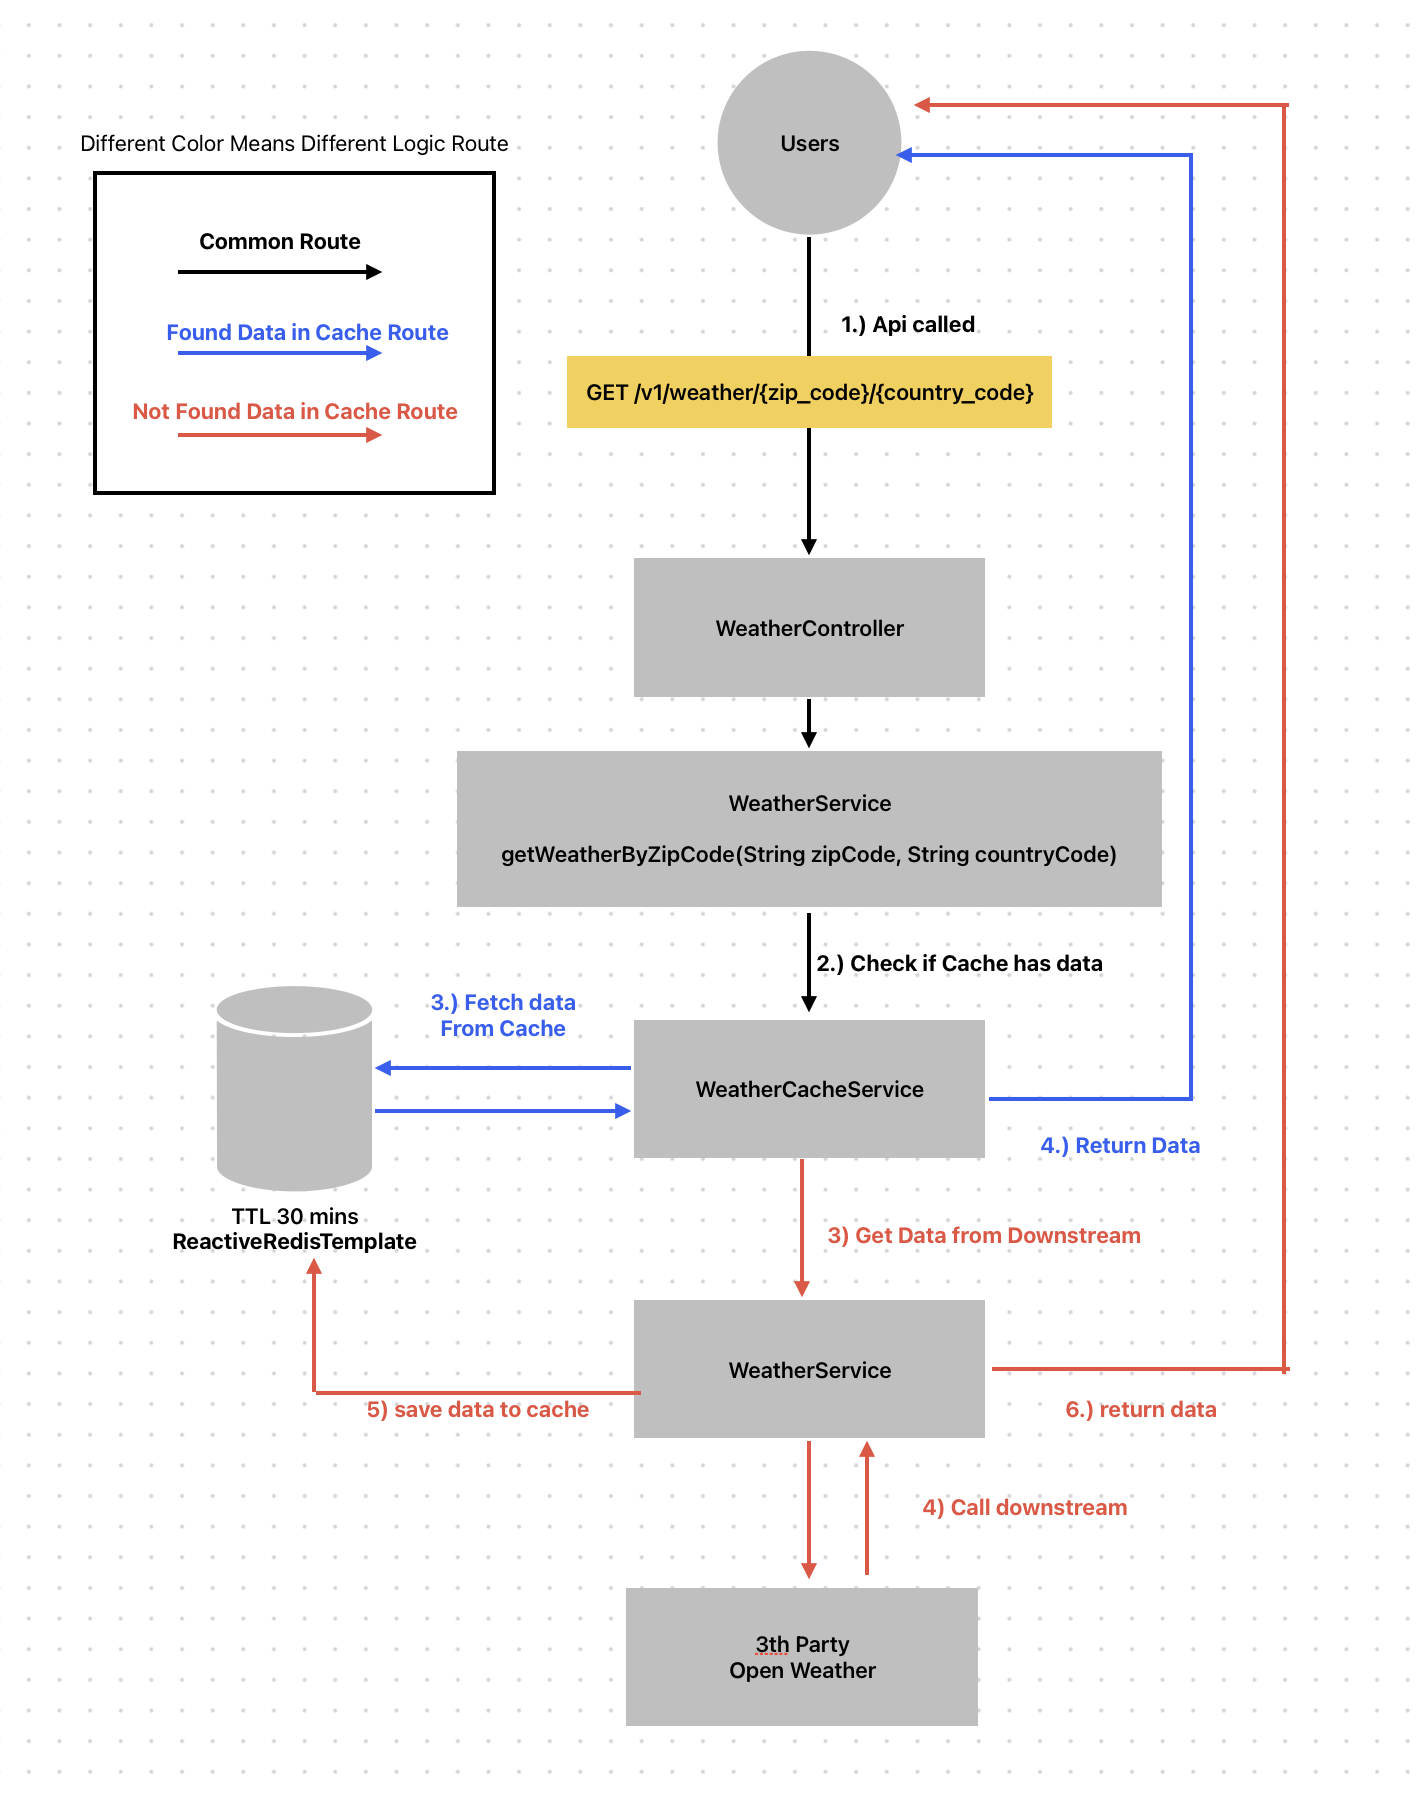 Users
Different Color Means Different Logic Route
Common Route
Found Data in Cache Route
Not Found Data in Cache Route
1.) Api called
GET /v1/weather/{zip_code}/{country_code}
WeatherController
WeatherService
getWeatherByZipCode(String zipCode, String countryCode)
2.) Check if Cache has data
3.) Fetch data
From Cache
WeatherCacheService
4.) Return Data
TTL 30 mins
ReactiveRedisTemplate
3) Get Data from Downstream
WeatherService
5) save data to cache
6.) return data
4) Call downstream
3th Party
Open Weather